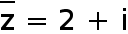 z̅ = 2 + i